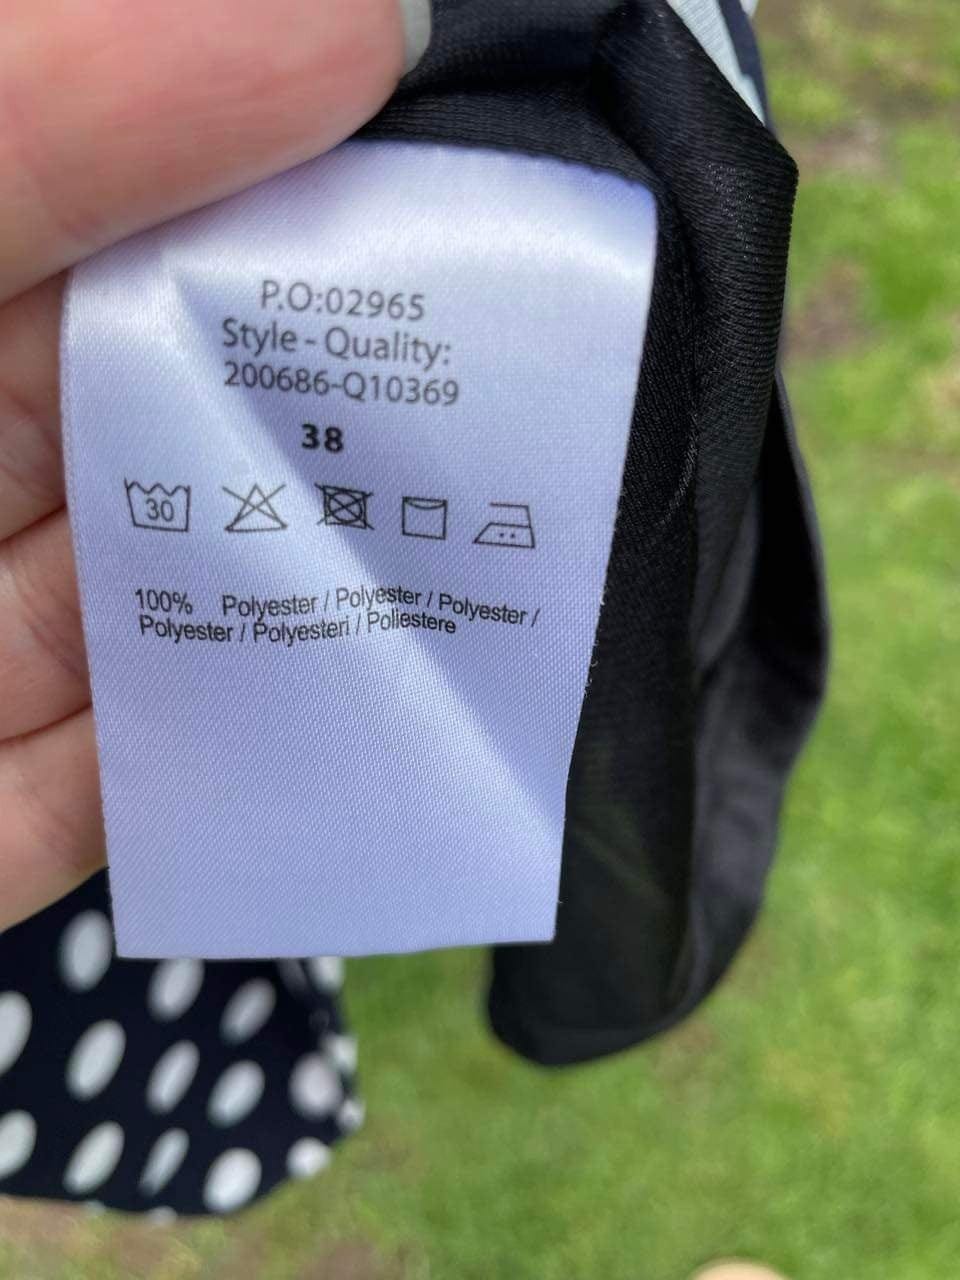 P.O:02965
Style - Quality:
200686-Q10369
38
30
100% Polyester / Polyester / Polyester /
Polyester / Polyesteri / Poliestere